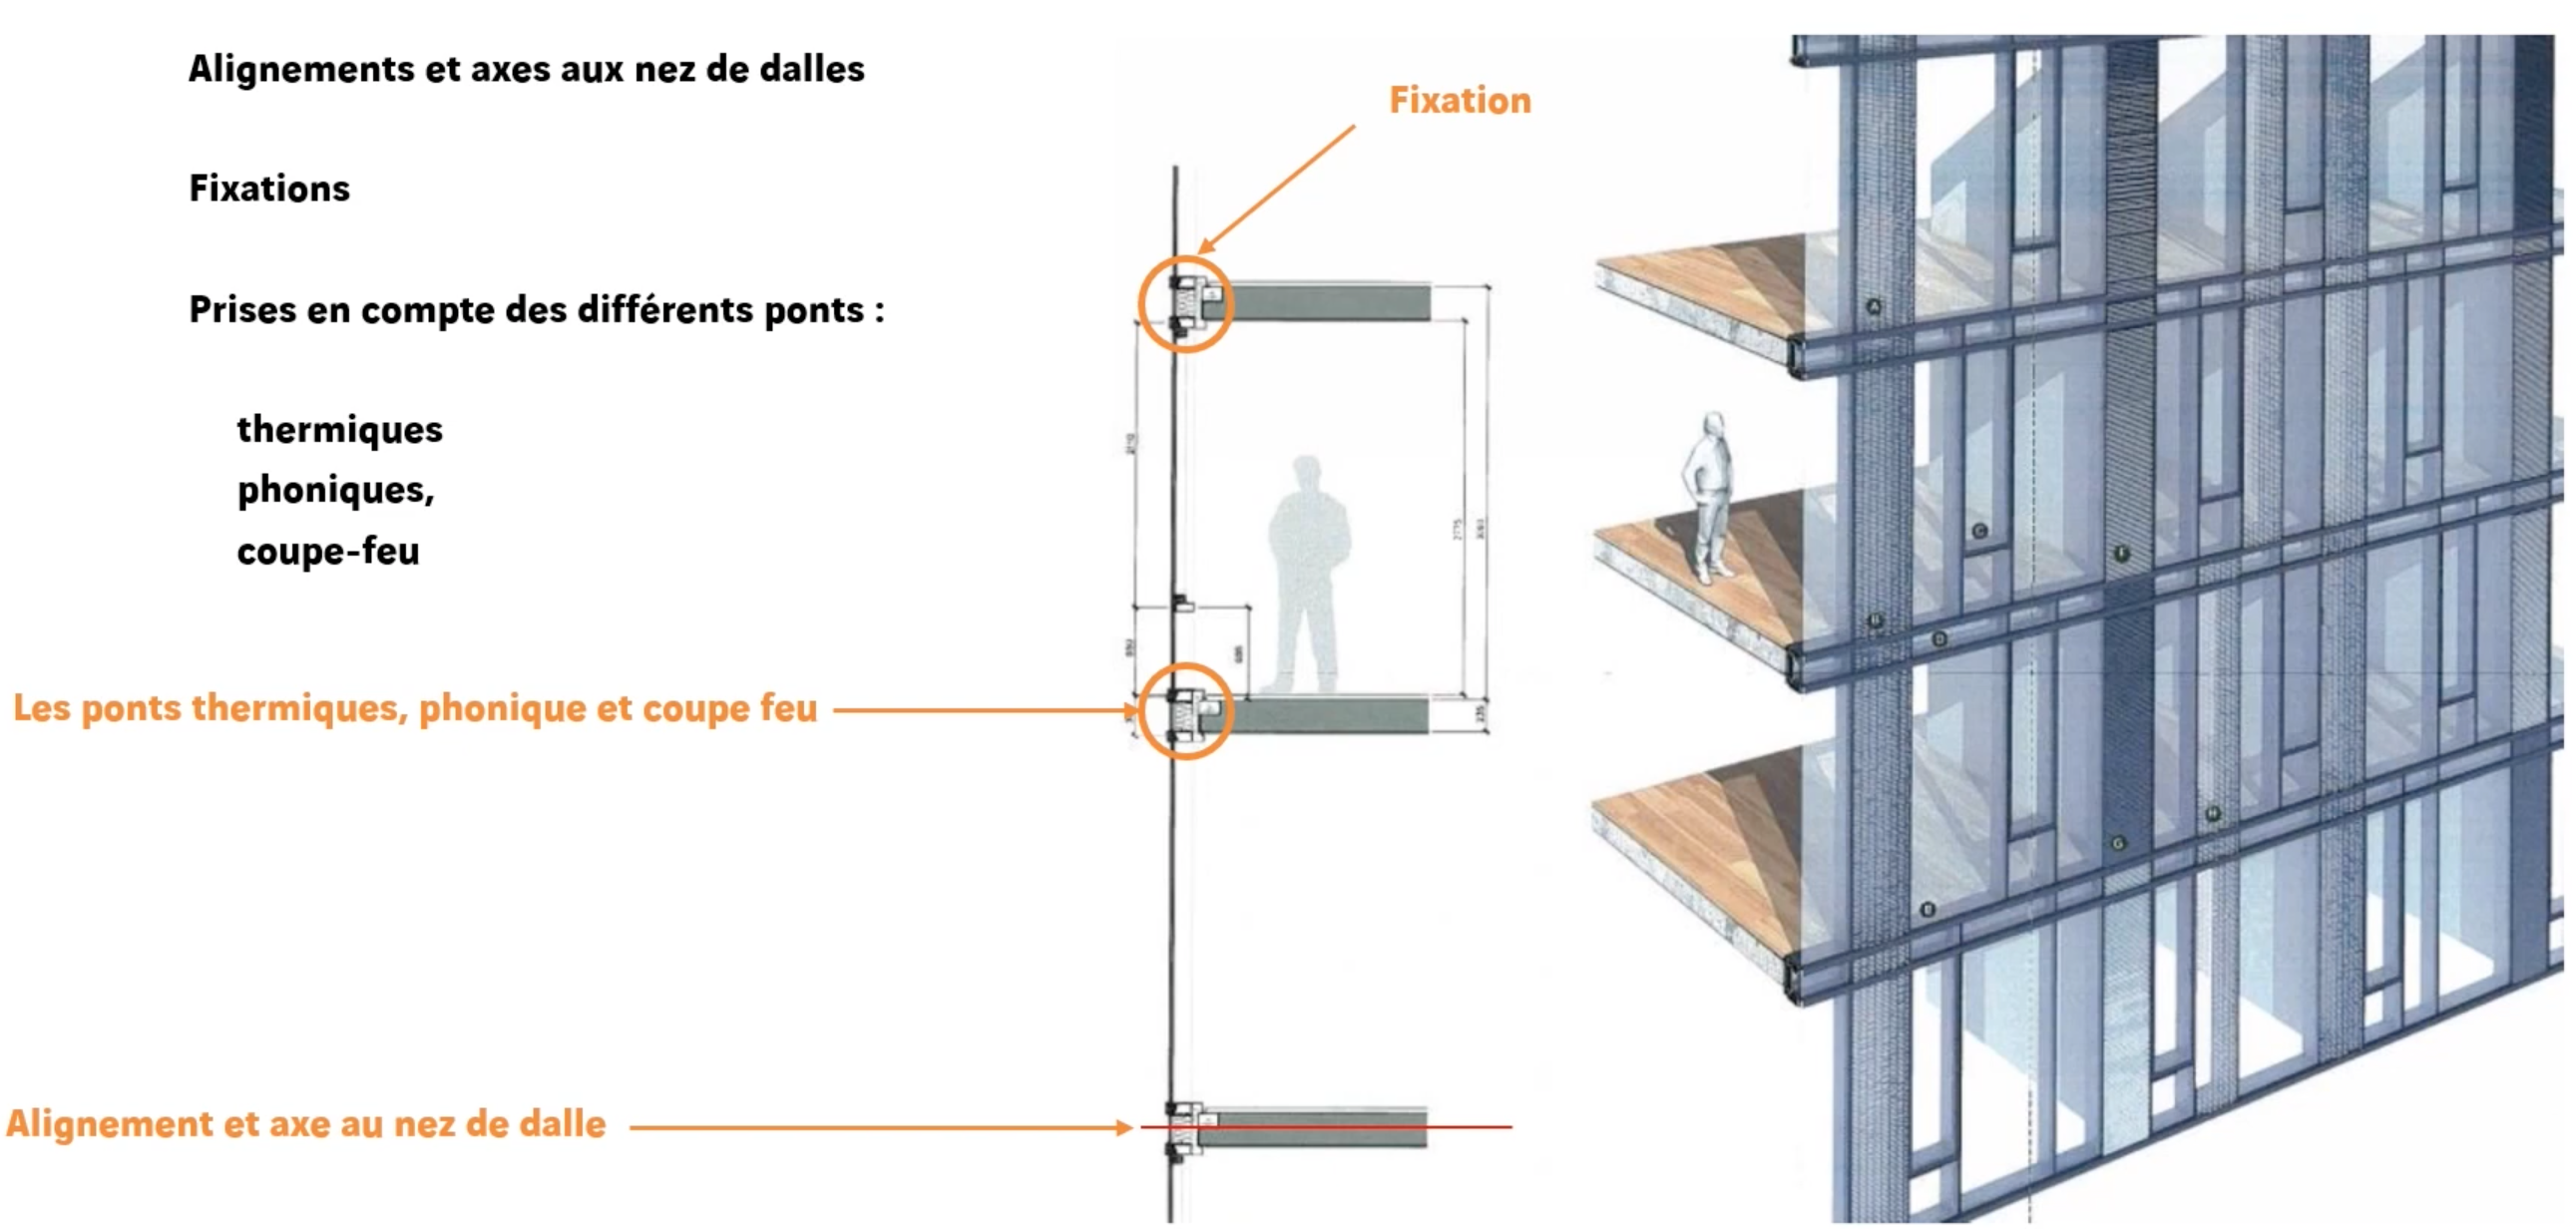 Alignements et axes aux nez de dalles
Fixation
Fixations
Prises en compte des différents ponts :
thermiques
phoniques,
coupe-feu
Les ponts thermiques, phonique et coupe feu
Alignement et axe au nez de dalle
A
C
F
D
G
H